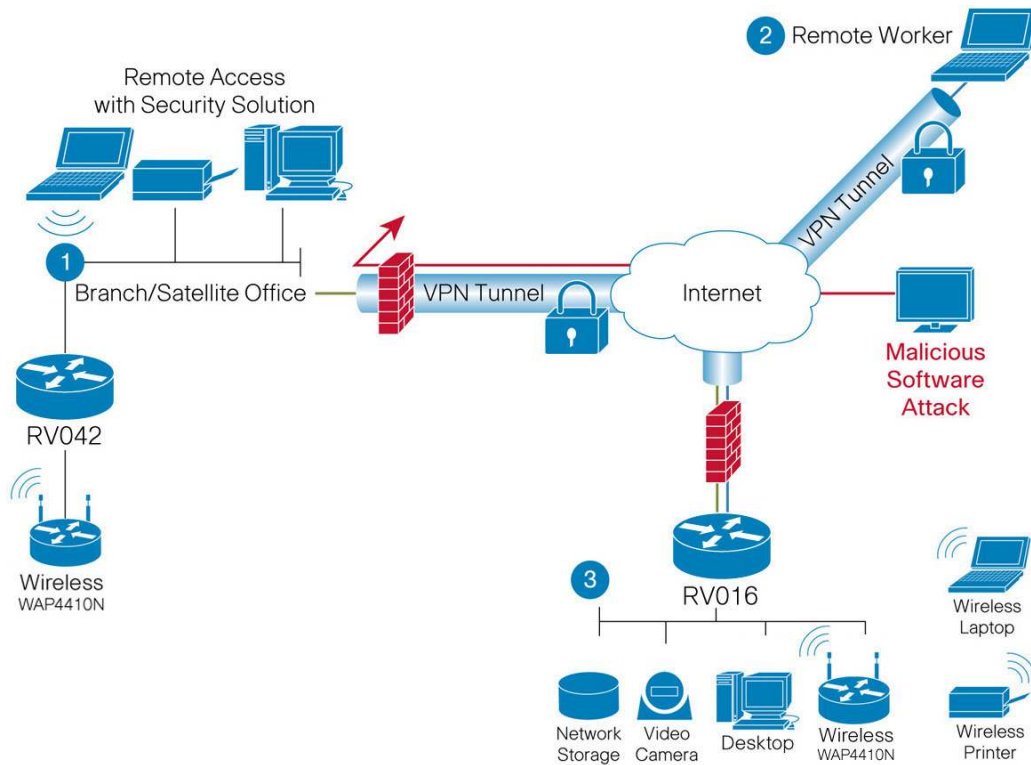 2 Remote Worker
Remote Access
with Security Solution
VPN Tunnel
1
Branch/Satellite Office
VPN Tunnel
Internet
Malicious
Software
Attack
RV042
Wireless
WAP4410N
3
RV016
Wireless
Laptop
Network
Storage
Video
Camera
Desktop
Wireless
WAP4410N
Wireless
Printer